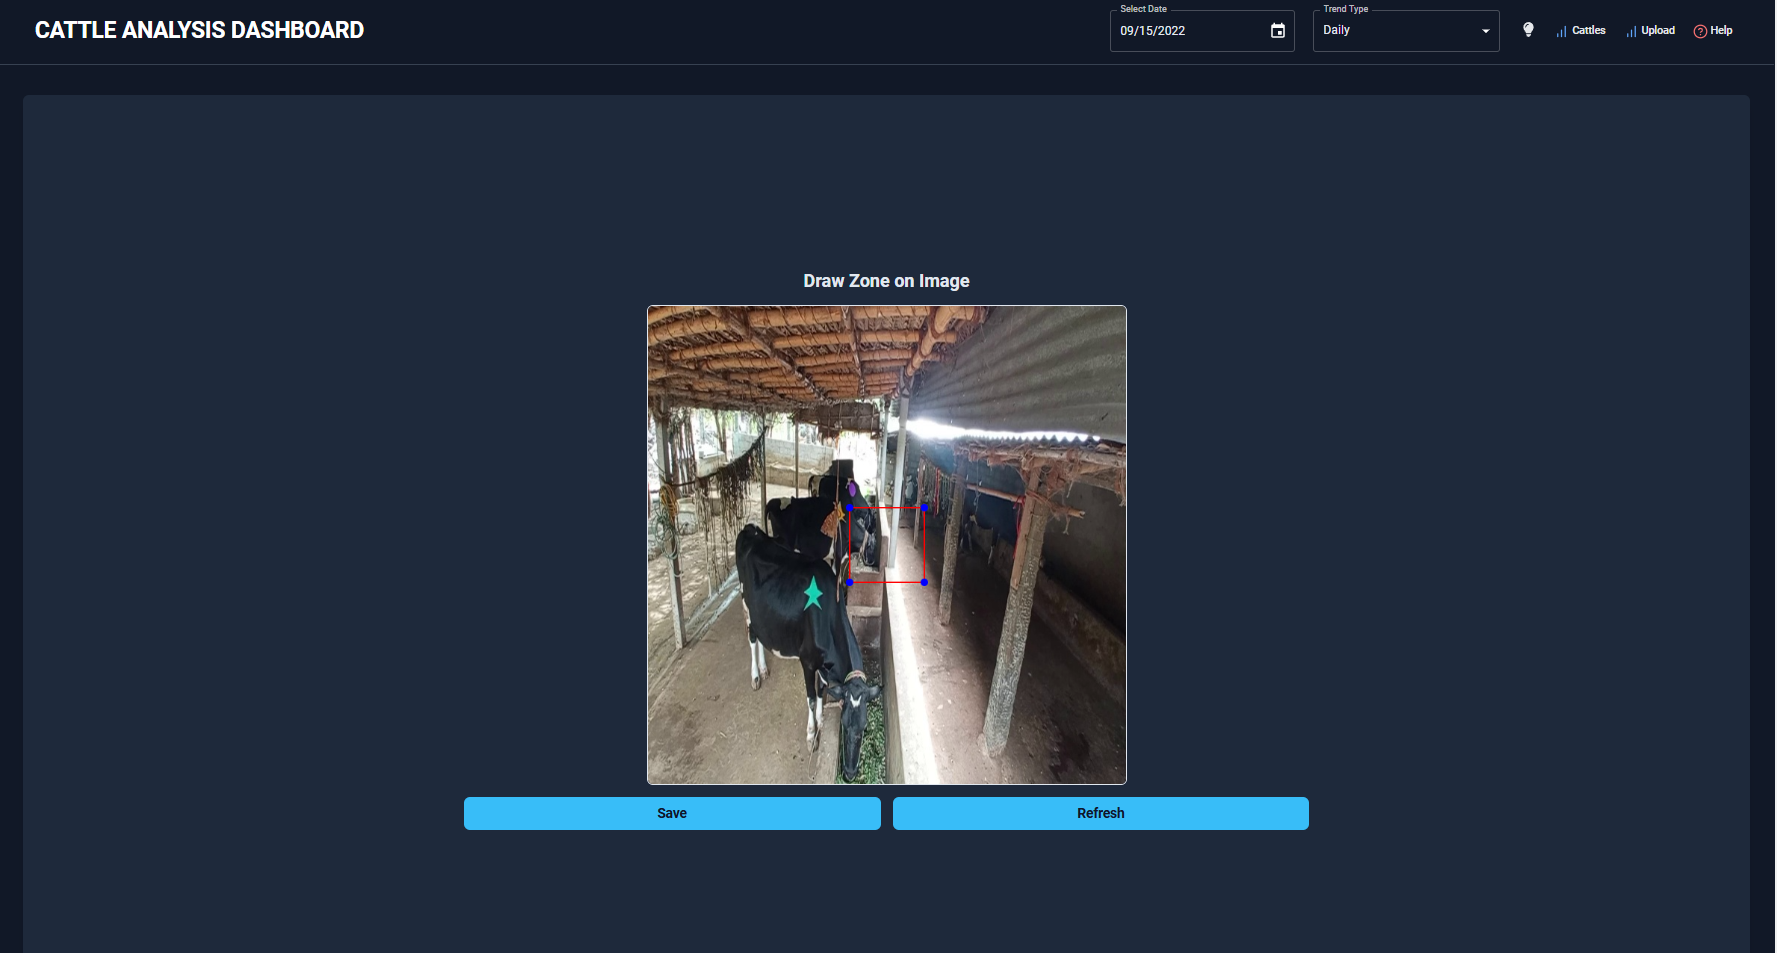 CATTLE ANALYSIS DASHBOARD
Select Date
09/15/2022
Trend Type
Daily
Cattles
Upload
Help
Draw Zone on Image
Save
Refresh